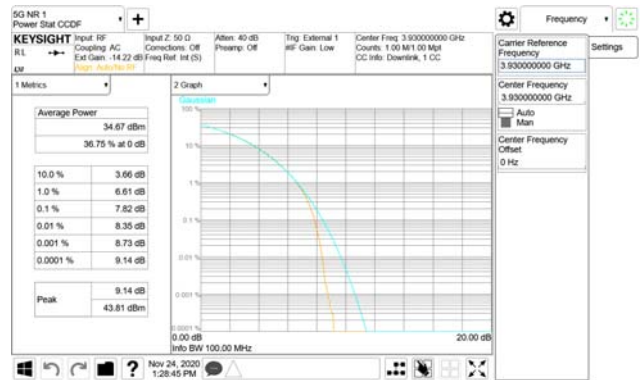 5G NR 1
Power Stat CCDF
Frequency
KEYSIGHT
RL
Input: RF
Coupling: AC
Ext Gain: -14.22 dB
Align: Auto/No RF
Input Z: 50 Ω
Corrections: Off
Freq Ref: Int (S)
Atten: 40 dB
Preamp: Off
Trig: External 1
#IF Gain: Low
Center Freq: 3.930000000 GHz
Counts: 1.00 M/1.00 Mpt
CC Info: Downlink, 1 CC
Carrier Reference
Frequency
3.930000000 GHz
Settings
Center Frequency
3.930000000 GHz
Auto
Man
Center Frequency
Offset
0 Hz
1 Metrics
Average Power
34.67 dBm
36.75 % at 0 dB
10.0 % 3.66 dB
1.0 % 6.61 dB
0.1 % 7.82 dB
0.01 % 8.35 dB
0.001 % 8.73 dB
0.0001 % 9.14 dB
Peak
9.14 dB
43.81 dBm
2 Graph
Gaussian
100 %
10 %
1 %
0.1 %
0.01 %
0.001 %
0.0001 %
0.00 dB
20.00 dB
Info BW 100.00 MHz
Nov 24, 2020
1:28:45 PM